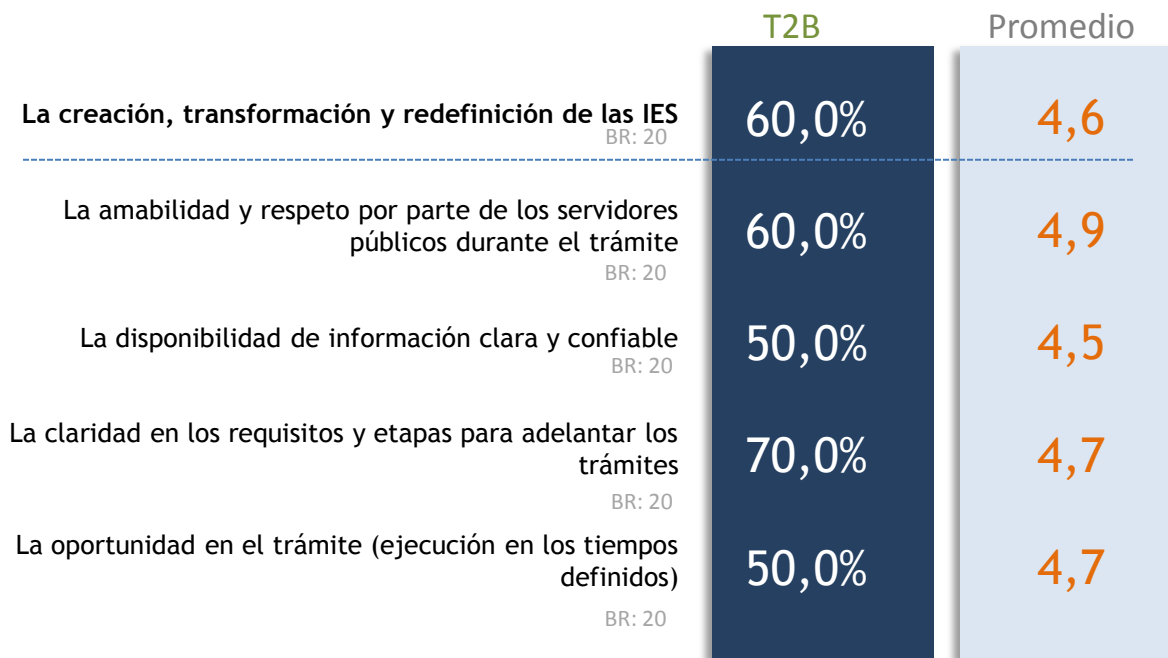 T2B Promedio
La creación, transformación y redefinición de las IES 60,0% 4,6
BR: 20
La amabilidad y respeto por parte de los servidores
públicos durante el trámite 60,0% 4,9
BR: 20
La disponibilidad de información clara y confiable 50,0% 4,5
BR: 20
La claridad en los requisitos y etapas para adelantar los
trámites 70,0% 4,7
BR: 20
La oportunidad en el trámite (ejecución en los tiempos
definidos) 50,0% 4,7
BR: 20